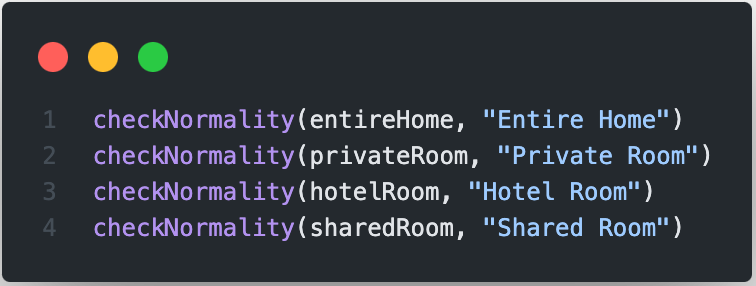 1 checkNormality(entireHome, "Entire Home")
2 checkNormality(privateRoom, "Private Room")
3 checkNormality(hotelRoom, "Hotel Room")
4 checkNormality(sharedRoom, "Shared Room")